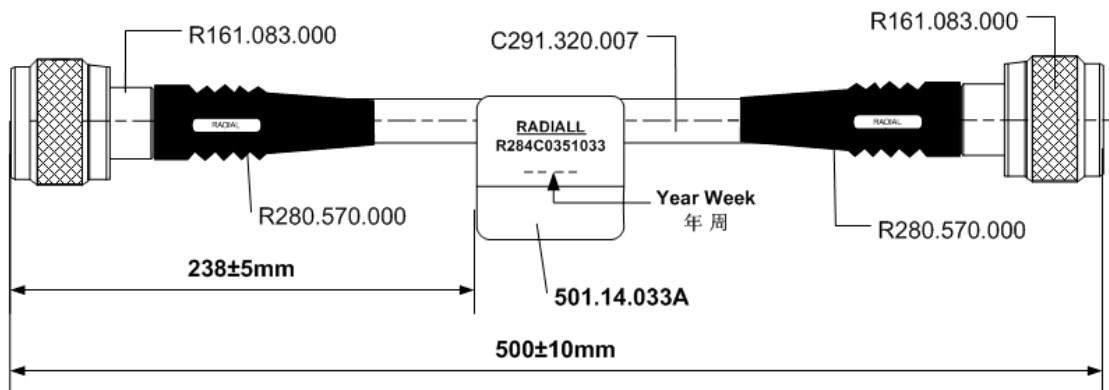 R161.083.000
C291.320.007
R161.083.000
RADIAL
RADIALL
R284C0351033
RADIAL
Year Week
年 周
R280.570.000
R280.570.000
238±5mm
501.14.033A
500±10mm